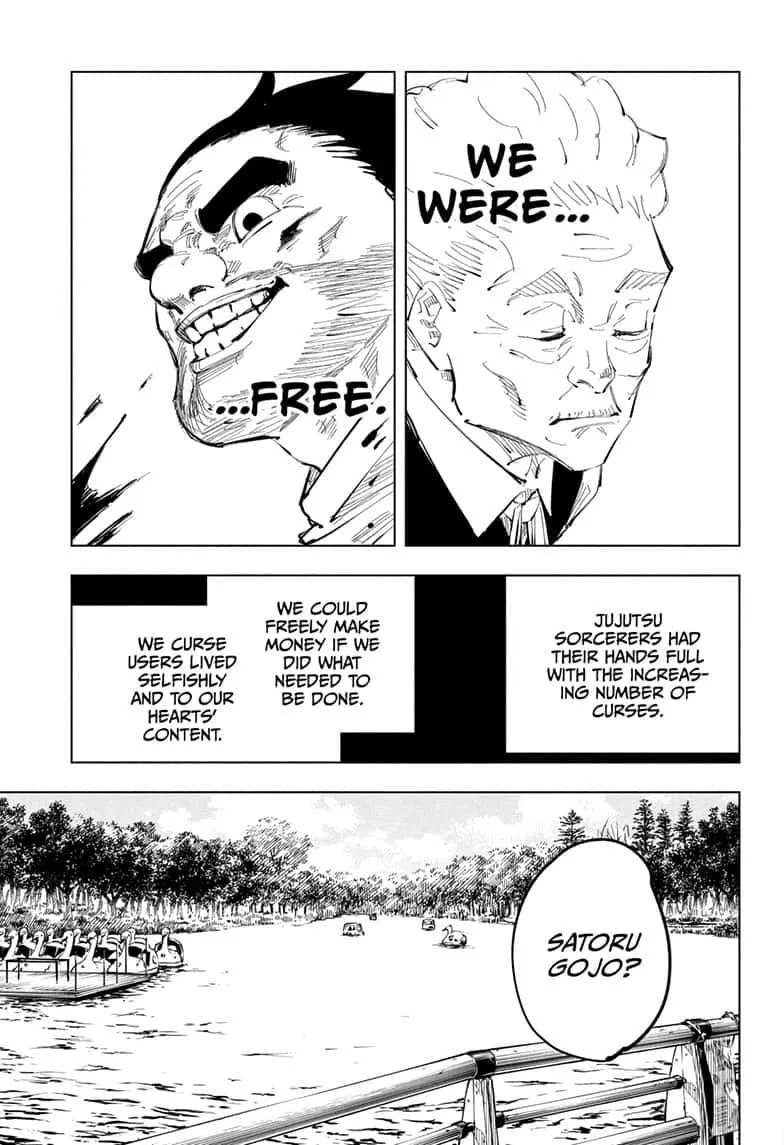 WE
WERE...
...FREE.
JUJUTSU
SORCERERS HAD
THEIR HANDS FULL
WITH THE INCREAS-
ING NUMBER OF
CURSES.
WE COULD
FREELY MAKE
MONEY IF WE
DID WHAT
NEEDED TO
BE DONE.
WE CURSE
USERS LIVED
SELFISHLY
AND TO OUR
HEARTS'
CONTENT.
SATORU
GOJO?